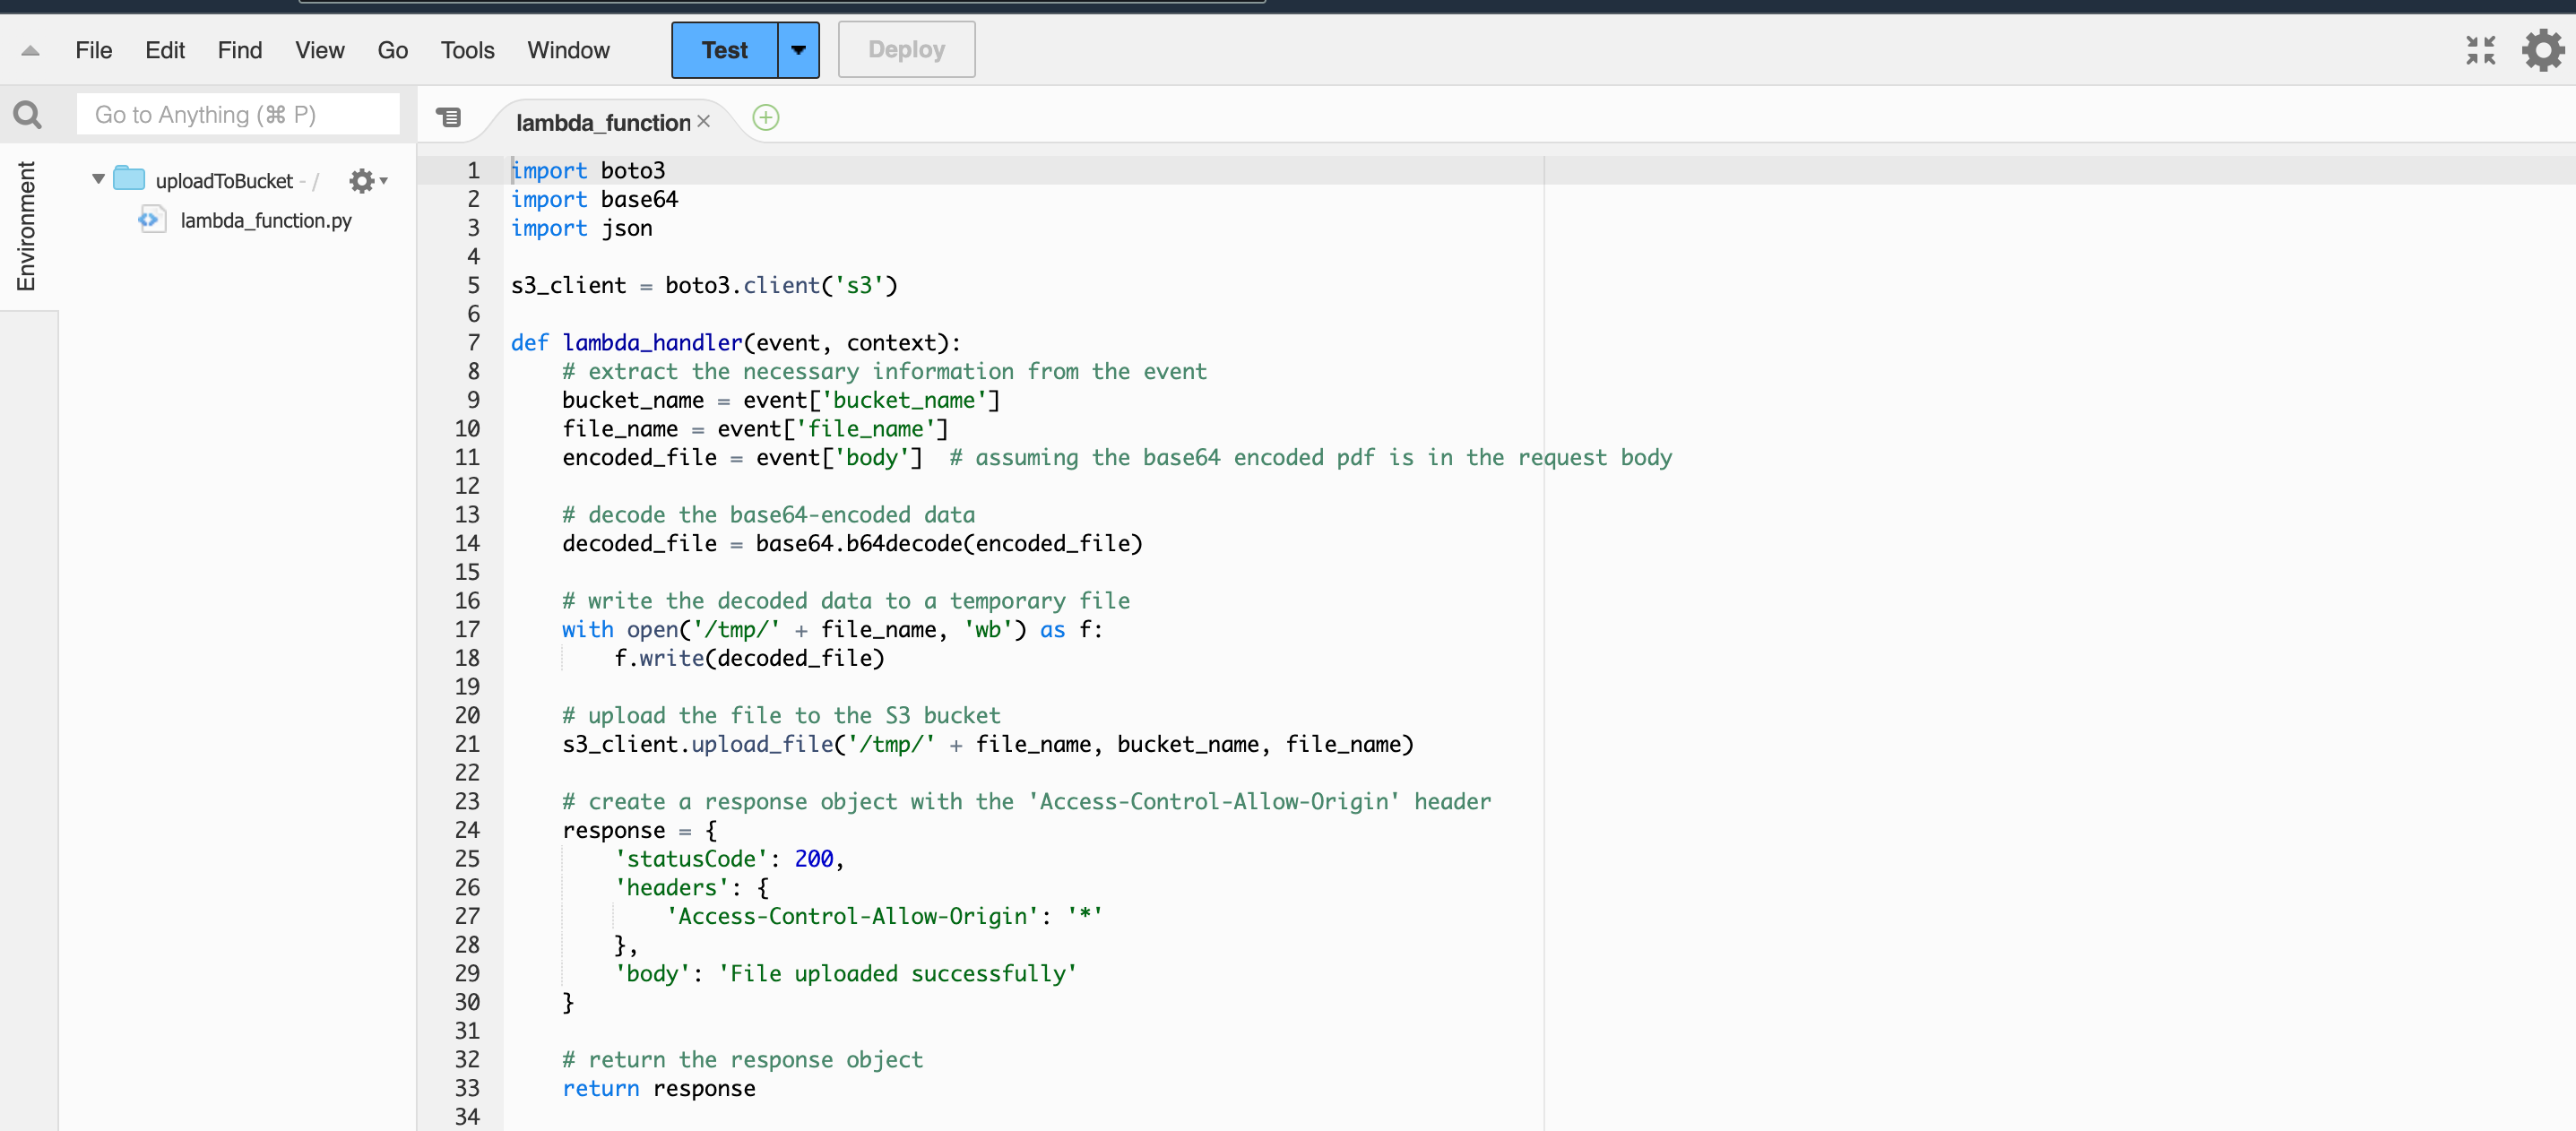 File Edit Find View Go Tools Window Test Deploy
Go to Anything (⌘ P)
lambda_function ×
Environment
uploadToBucket - /
lambda_function.py
1 import boto3
2 import base64
3 import json
4
5 s3_client = boto3.client('s3')
6
7 def lambda_handler(event, context):
8     # extract the necessary information from the event
9     bucket_name = event['bucket_name']
10     file_name = event['file_name']
11     encoded_file = event['body']  # assuming the base64 encoded pdf is in the request body
12
13     # decode the base64-encoded data
14     decoded_file = base64.b64decode(encoded_file)
15
16     # write the decoded data to a temporary file
17     with open('/tmp/' + file_name, 'wb') as f:
18         f.write(decoded_file)
19
20     # upload the file to the S3 bucket
21     s3_client.upload_file('/tmp/' + file_name, bucket_name, file_name)
22
23     # create a response object with the 'Access-Control-Allow-Origin' header
24     response = {
25         'statusCode': 200,
26         'headers': {
27             'Access-Control-Allow-Origin': '*'
28         },
29         'body': 'File uploaded successfully'
30     }
31
32     # return the response object
33     return response
34